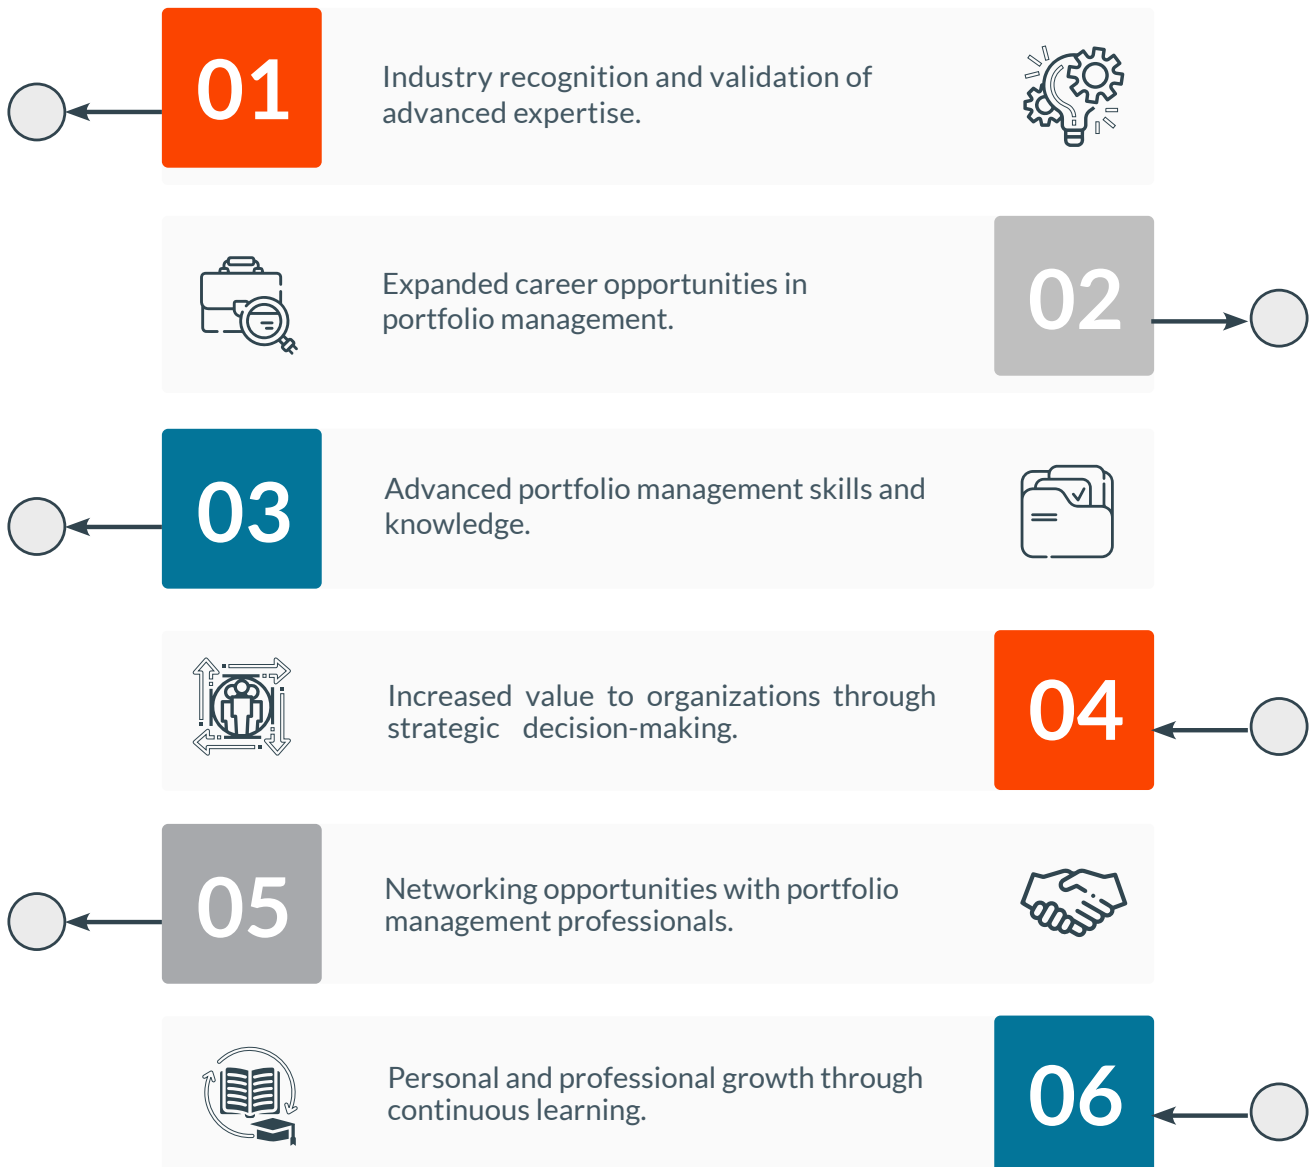 01
Industry recognition and validation of
advanced expertise.
Expanded career opportunities in
portfolio management.
02
03
Advanced portfolio management skills and
knowledge.
Increased value to organizations through
strategic decision-making.
04
05
Networking opportunities with portfolio
management professionals.
Personal and professional growth through
continuous learning.
06